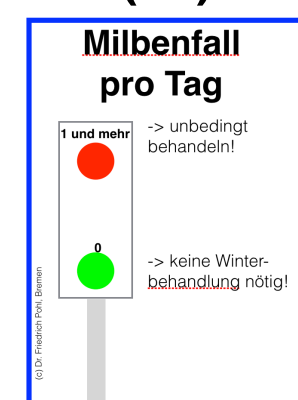 Milbenfall
pro Tag
1 und mehr
-> unbedingt
behandeln!
0
-> keine Winter-
behandlung nötig!
(c) Dr. Friedrich Pohl, Bremen